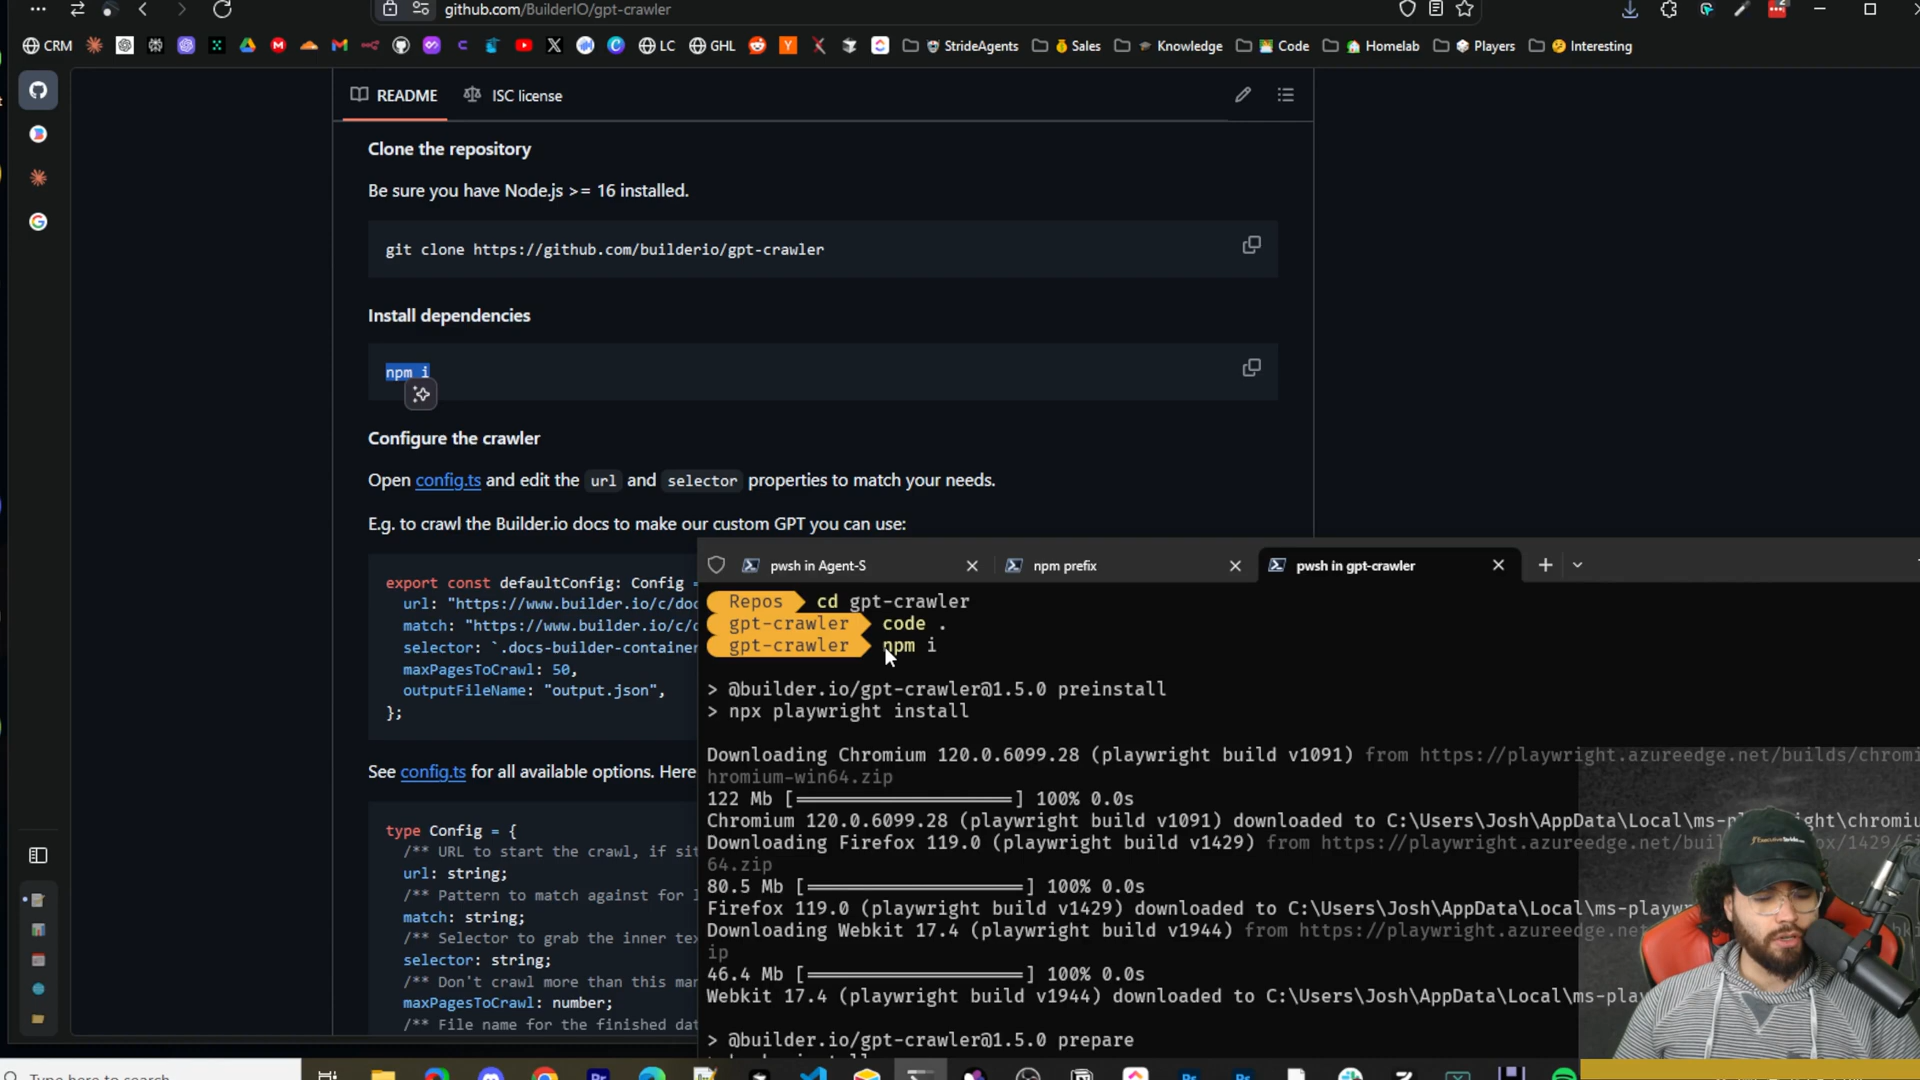 github.com/BuilderIO/gpt-crawler
CRM
LC
GHL
StrideAgents
Sales
Knowledge
Code
Homelab
Players
Interesting
README
ISC license
Clone the repository
Be sure you have Node.js >= 16 installed.
git clone https://github.com/builderio/gpt-crawler
Install dependencies
npm i
Configure the crawler
Open config.ts and edit the url and selector properties to match your needs.
E.g. to crawl the Builder.io docs to make our custom GPT you can use:
export const defaultConfig: Config =
url: "https://www.builder.io/c/doc
match: "https://www.builder.io/c/d
selector: `.docs-builder-container
maxPagesToCrawl: 50,
outputFileName: "output.json",
};
See config.ts for all available options. Here
type Config = {
/** URL to start the crawl, if sit
url: string;
/** Pattern to match against for l
match: string;
/** Selector to grab the inner tex
selector: string;
/** Don't crawl more than this man
maxPagesToCrawl: number;
/** File name for the finished dat
pwsh in Agent-S
npm prefix
pwsh in gpt-crawler
Repos cd gpt-crawler
gpt-crawler code .
gpt-crawler npm i
> @builder.io/gpt-crawler@1.5.0 preinstall
> npx playwright install
Downloading Chromium 120.0.6099.28 (playwright build v1091) from https://playwright.azureedge.net/builds/chromi
hromium-win64.zip
122 Mb [====================] 100% 0.0s
Chromium 120.0.6099.28 (playwright build v1091) downloaded to C:\Users\Josh\AppData\Local\ms-playwright\chromium
Downloading Firefox 119.0 (playwright build v1429) from https://playwright.azureedge.net/buil
64.zip
80.5 Mb [====================] 100% 0.0s
Firefox 119.0 (playwright build v1429) downloaded to C:\Users\Josh\AppData\Local\ms-playw
Downloading Webkit 17.4 (playwright build v1944) from https://playwright.azureedge.net
ip
46.4 Mb [====================] 100% 0.0s
Webkit 17.4 (playwright build v1944) downloaded to C:\Users\Josh\AppData\Local\ms-pla
> @builder.io/gpt-crawler@1.5.0 prepare
Type here to search